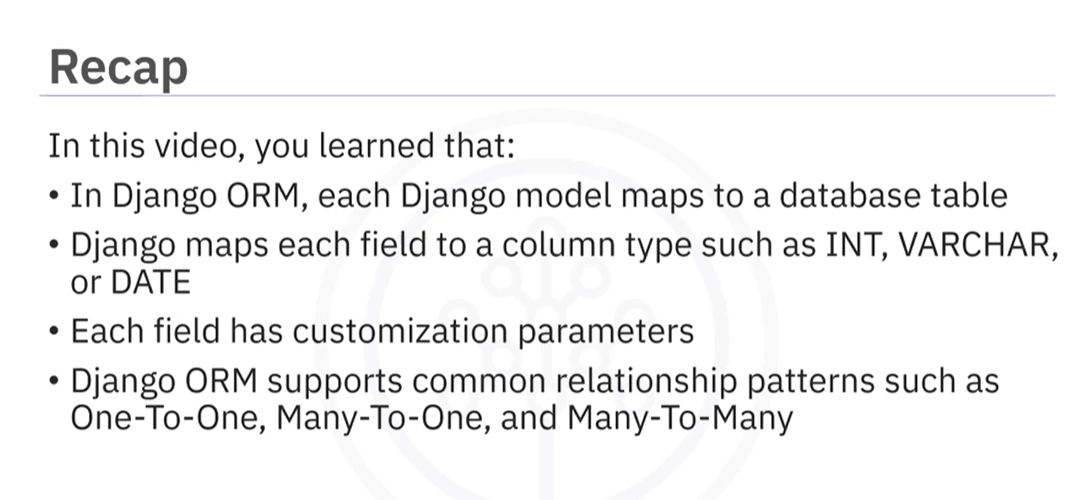 Recap
In this video, you learned that:
• In Django ORM, each Django model maps to a database table
• Django maps each field to a column type such as INT, VARCHAR,
or DATE
• Each field has customization parameters
• Django ORM supports common relationship patterns such as
One-To-One, Many-To-One, and Many-To-Many